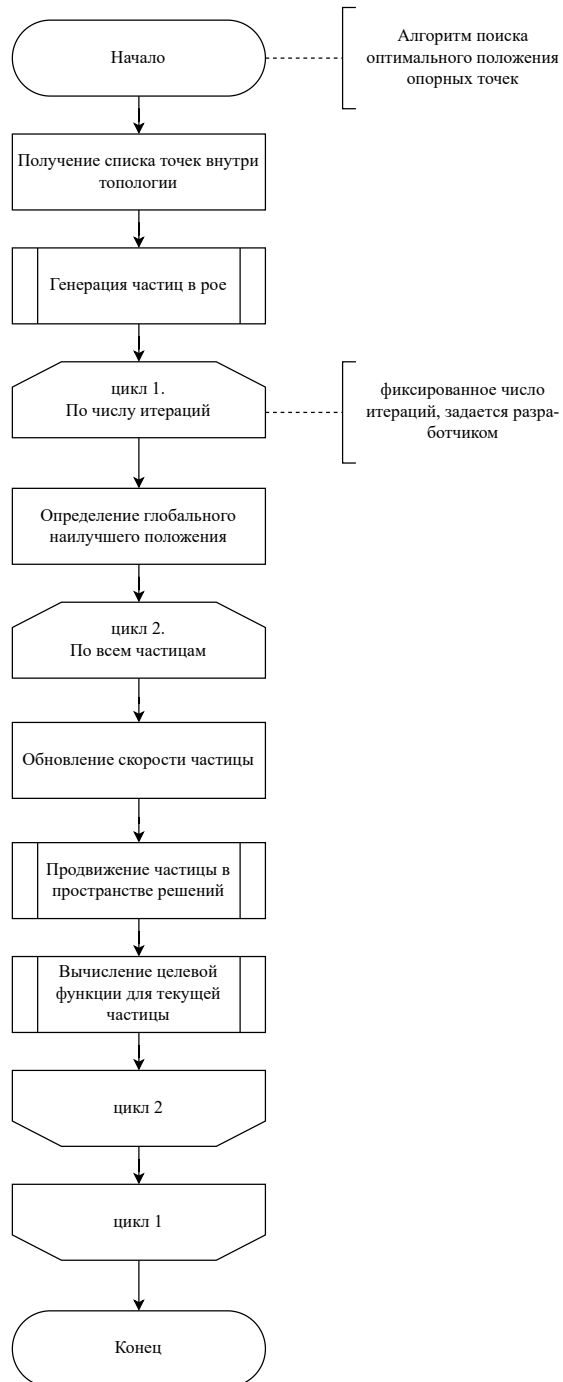 Начало
Алгоритм поиска
оптимального положения
опорных точек
Получение списка точек внутри
топологии
Генерация частиц в рое
цикл 1.
По числу итераций
фиксированное число
итераций, задается разра-
ботчиком
Определение глобального
наилучшего положения
цикл 2.
По всем частицам
Обновление скорости частицы
Продвижение частицы в
пространстве решений
Вычисление целевой
функции для текущей
частицы
цикл 2
цикл 1
Конец